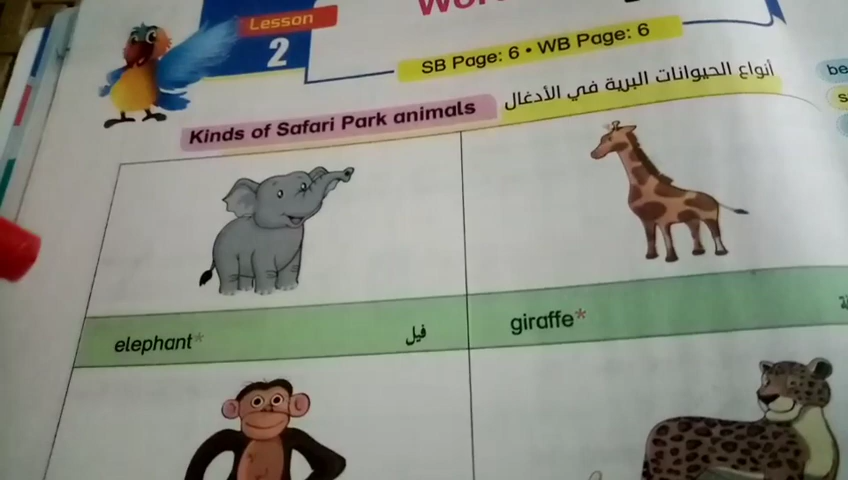 Lesson
2
SB Page: 6 • WB Page: 6
Kinds of Safari Park animals
أنواع الحيوانات البرية في الأدغال
elephant*
فيل
giraffe*